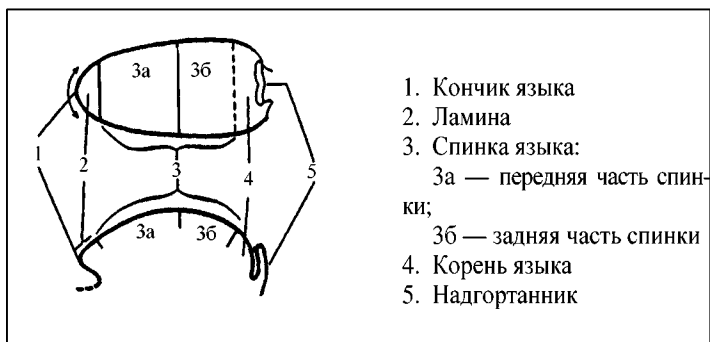 3а 3б
1 2 3 4 5
3а 3б
1. Кончик языка
2. Ламина
3. Спинка языка:
3а — передняя часть спин-
ки;
3б — задняя часть спинки
4. Корень языка
5. Надгортанник